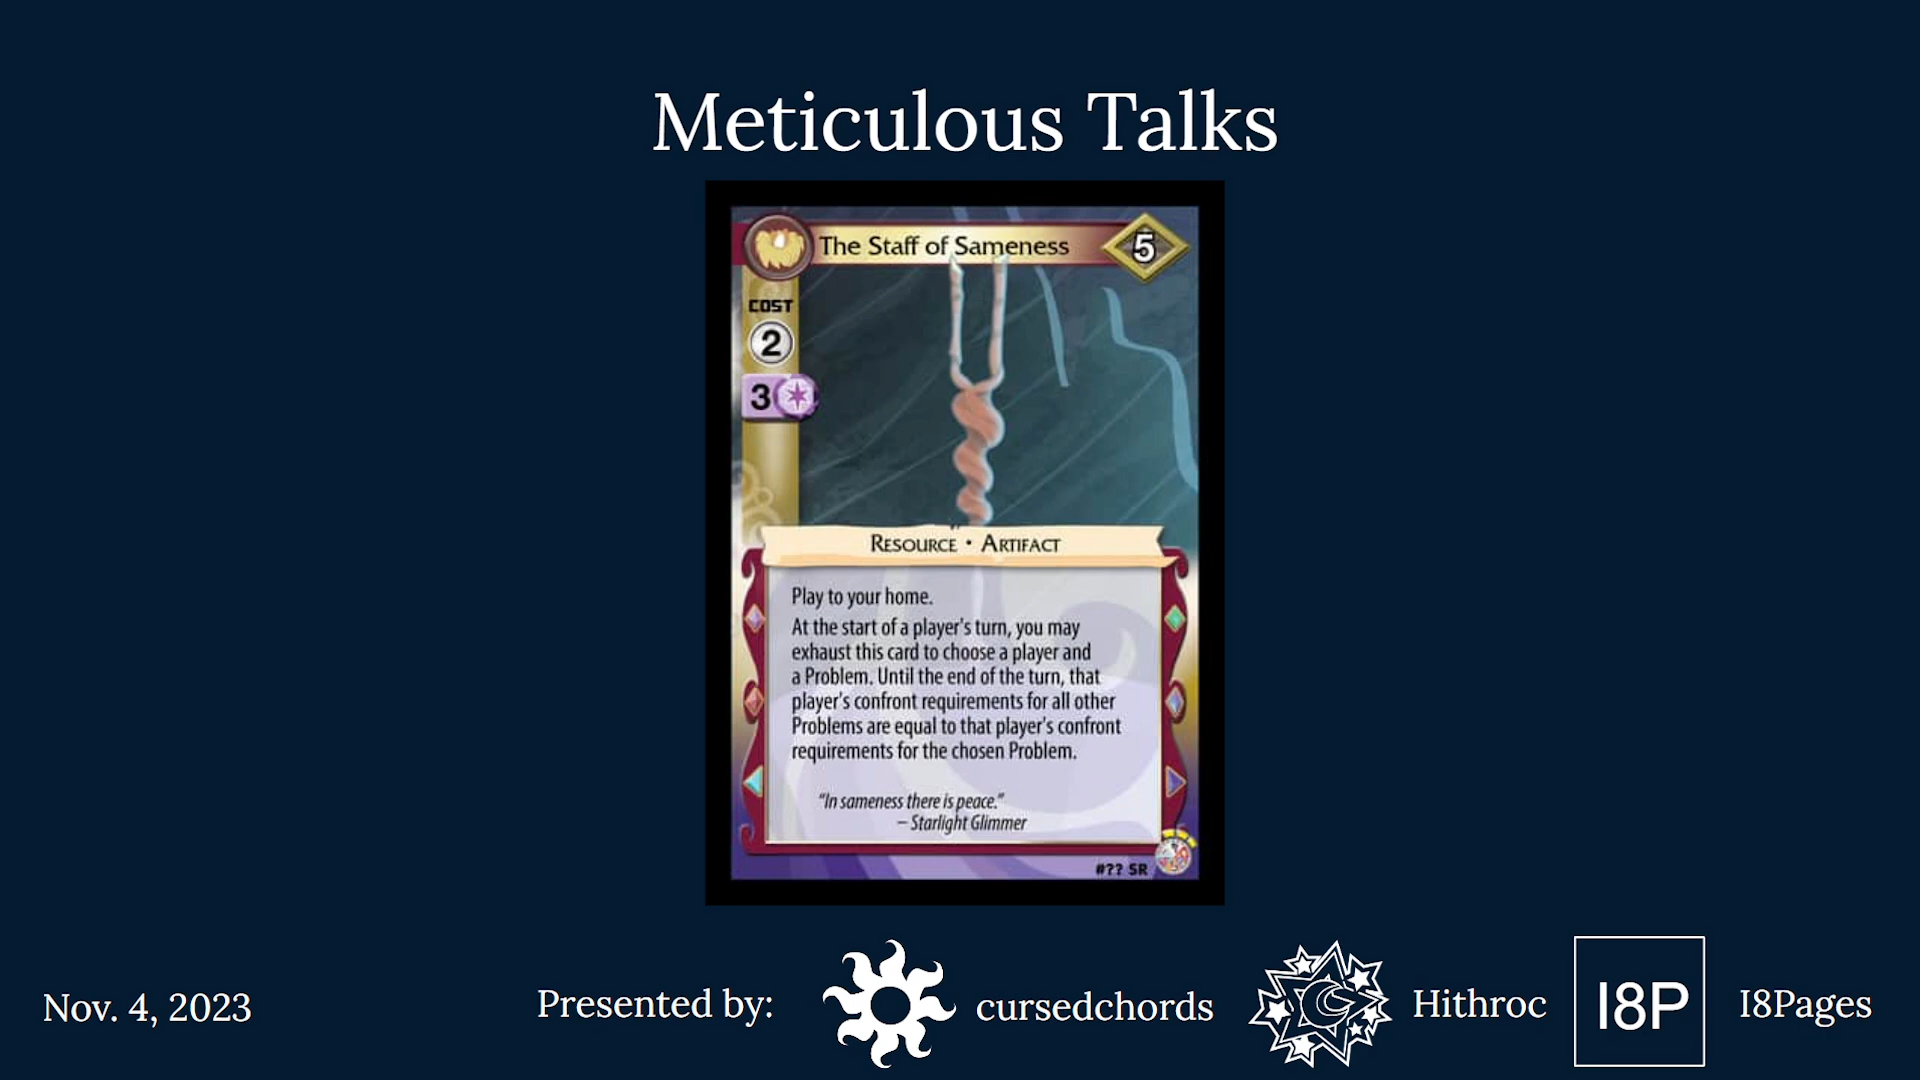 Meticulous Talks
The Staff of Sameness
5
COST
2
3
Resource • Artifact
Play to your home.
At the start of a player's turn, you may
exhaust this card to choose a player and
a Problem. Until the end of the turn, that
player's confront requirements for all other
Problems are equal to that player's confront
requirements for the chosen Problem.
“In sameness there is peace.”
– Starlight Glimmer
#?? SR
Nov. 4, 2023
Presented by:
cursedchords
Hithroc
I8P
I8Pages